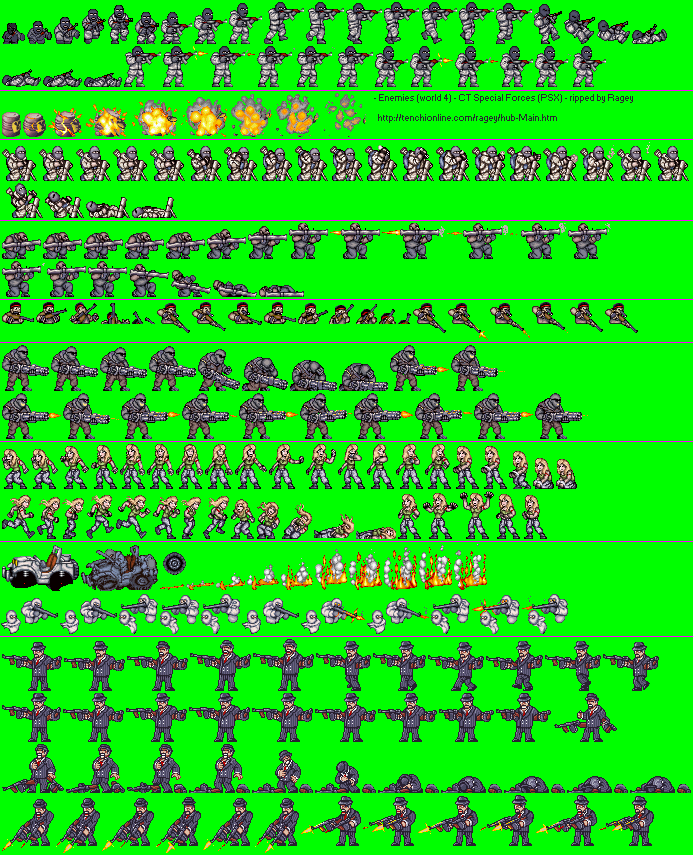 - Enemies (world 4) - CT Special Forces (PSX) - ripped by Ragey
http://tenchionline.com/ragey/hub-Main.htm